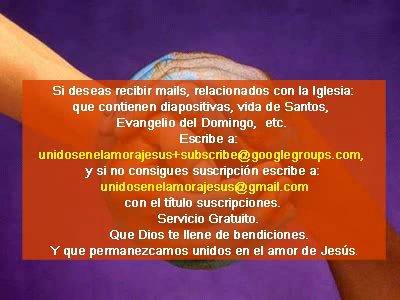 Si deseas recibir mails, relacionados con la Iglesia:
que contienen diapositivas, vida de Santos,
Evangelio del Domingo,  etc.
Escribe a:
unidosenelamorajesus+subscribe@googlegroups.com,
y si no consigues suscripción escribe a:
unidosenelamorajesus@gmail.com
con el título suscripciones.
Servicio Gratuito.
Que Dios te llene de bendiciones.
Y que permanezcamos unidos en el amor de Jesús.